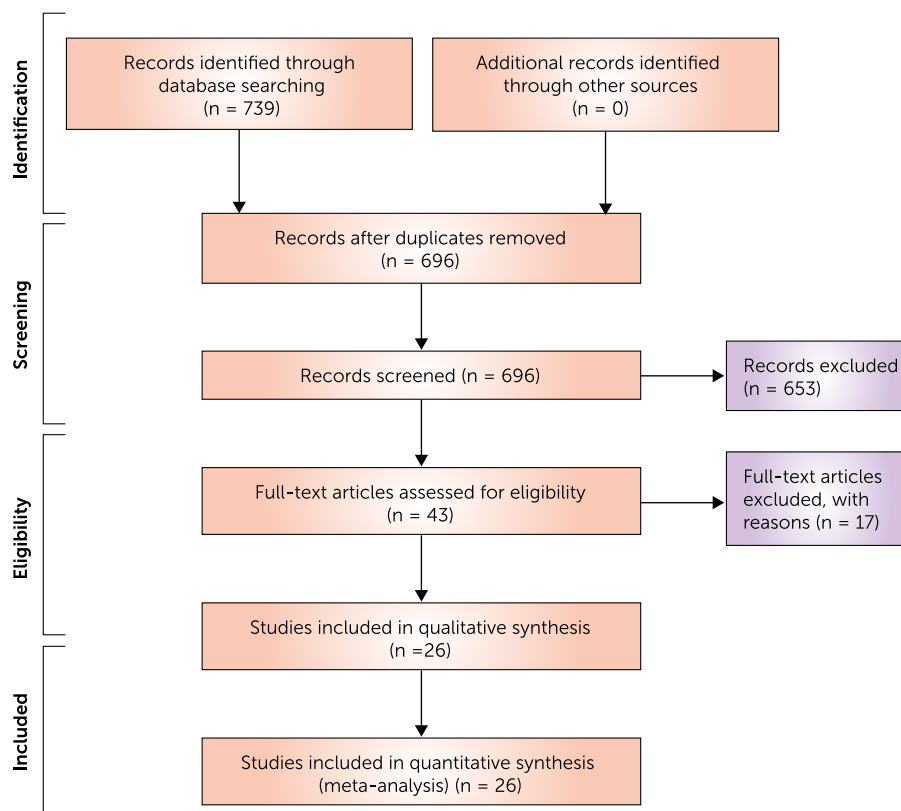 Identification
Records identified through
database searching
(n = 739)
Additional records identified
through other sources
(n = 0)
Screening
Records after duplicates removed
(n = 696)
Records screened (n = 696)
Records excluded
(n = 653)
Eligibility
Full-text articles assessed for eligibility
(n = 43)
Full-text articles
excluded, with
reasons (n = 17)
Studies included in qualitative synthesis
(n =26)
Included
Studies included in quantitative synthesis
(meta-analysis) (n = 26)